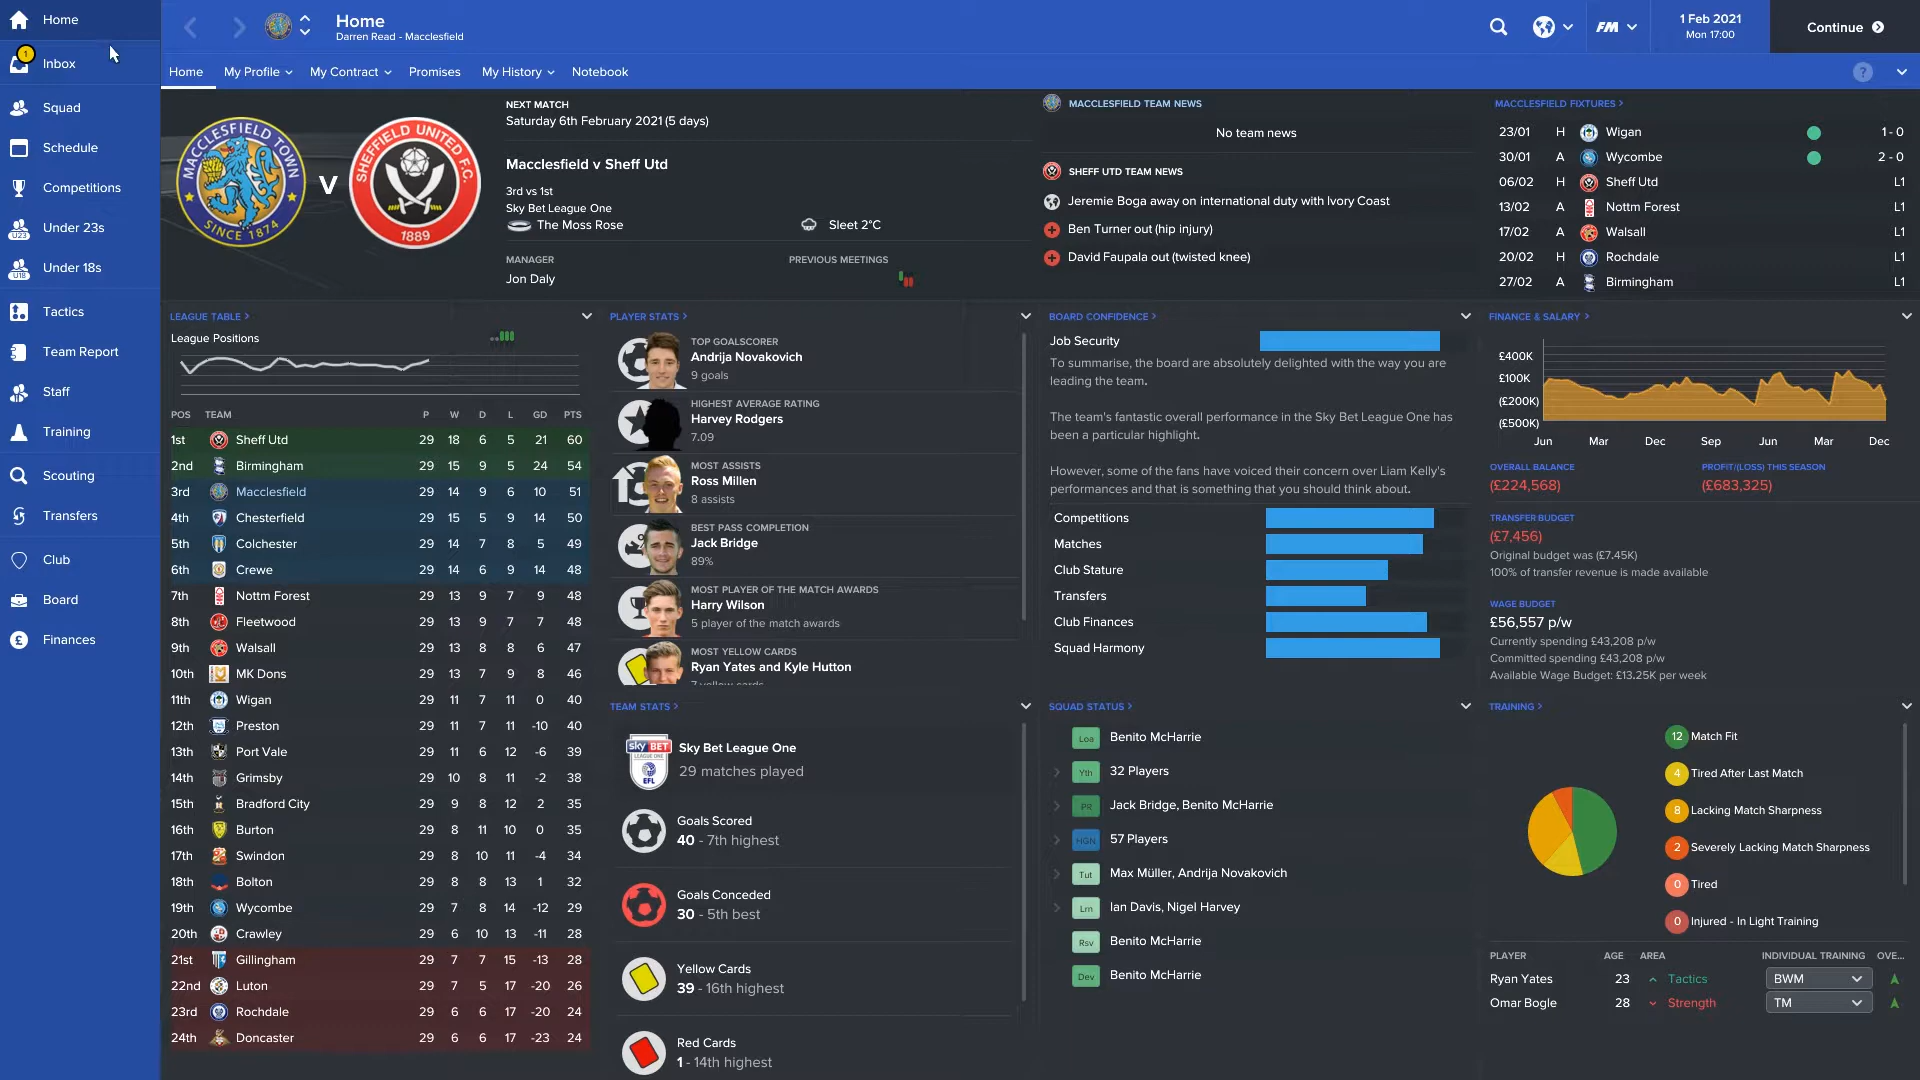 Home
1
Inbox
Squad
Schedule
Competitions
U23
Under 23s
U18
Under 18s
Tactics
Team Report
Staff
Training
Scouting
Transfers
Club
Board
£
Finances
Home
Darren Read - Macclesfield
FM
1 Feb 2021
Mon 17:00
Continue
Home
My Profile
My Contract
Promises
My History
Notebook
?
MACCLESFIELD TOWN
SINCE 1874
V
SHEFFIELD UNITED F.C.
1889
NEXT MATCH
Saturday 6th February 2021 (5 days)
Macclesfield v Sheff Utd
3rd vs 1st
Sky Bet League One
The Moss Rose
Sleet 2°C
MANAGER
Jon Daly
PREVIOUS MEETINGS
MACCLESFIELD TEAM NEWS
No team news
SHEFF UTD TEAM NEWS
Jeremie Boga away on international duty with Ivory Coast
Ben Turner out (hip injury)
David Faupala out (twisted knee)
MACCLESFIELD FIXTURES >
23/01 H Wigan 1 - 0
30/01 A Wycombe 2 - 0
06/02 H Sheff Utd L1
13/02 A Nottm Forest L1
17/02 A Walsall L1
20/02 H Rochdale L1
27/02 A Birmingham L1
LEAGUE TABLE >
League Positions
POS TEAM P W D L GD PTS
1st Sheff Utd 29 18 6 5 21 60
2nd Birmingham 29 15 9 5 24 54
3rd Macclesfield 29 14 9 6 10 51
4th Chesterfield 29 15 5 9 14 50
5th Colchester 29 14 7 8 5 49
6th Crewe 29 14 6 9 14 48
7th Nottm Forest 29 13 9 7 9 48
8th Fleetwood 29 13 9 7 7 48
9th Walsall 29 13 8 8 6 47
10th MK Dons 29 13 7 9 8 46
11th Wigan 29 11 7 11 0 40
12th Preston 29 11 7 11 -10 40
13th Port Vale 29 11 6 12 -6 39
14th Grimsby 29 10 8 11 -2 38
15th Bradford City 29 9 8 12 2 35
16th Burton 29 8 11 10 0 35
17th Swindon 29 8 10 11 -4 34
18th Bolton 29 8 8 13 1 32
19th Wycombe 29 7 8 14 -12 29
20th Crawley 29 6 10 13 -11 28
21st Gillingham 29 7 7 15 -13 28
22nd Luton 29 7 5 17 -20 26
23rd Rochdale 29 6 6 17 -20 24
24th Doncaster 29 6 6 17 -23 24
PLAYER STATS >
TOP GOALSCORER
Andrija Novakovich
9 goals
HIGHEST AVERAGE RATING
Harvey Rodgers
7.09
MOST ASSISTS
Ross Millen
8 assists
BEST PASS COMPLETION
Jack Bridge
89%
MOST PLAYER OF THE MATCH AWARDS
Harry Wilson
5 player of the match awards
MOST YELLOW CARDS
Ryan Yates and Kyle Hutton
7 yellow cards
TEAM STATS >
sky BET
LEAGUE ONE
EFL
Sky Bet League One
29 matches played
Goals Scored
40 - 7th highest
Goals Conceded
30 - 5th best
Yellow Cards
39 - 16th highest
Red Cards
1 - 14th highest
BOARD CONFIDENCE >
Job Security
To summarise, the board are absolutely delighted with the way you are
leading the team.
The team's fantastic overall performance in the Sky Bet League One has
been a particular highlight.
However, some of the fans have voiced their concern over Liam Kelly's
performances and that is something that you should think about.
Competitions
Matches
Club Stature
Transfers
Club Finances
Squad Harmony
SQUAD STATUS >
Loa Benito McHarrie
Yth 32 Players
PR Jack Bridge, Benito McHarrie
HGN 57 Players
Tut Max Müller, Andrija Novakovich
Lrn Ian Davis, Nigel Harvey
Rsv Benito McHarrie
Dev Benito McHarrie
FINANCE & SALARY >
£400K
£100K
(£200K)
(£500K)
Jun Mar Dec Sep Jun Mar Dec
OVERALL BALANCE
(£224,568)
PROFIT/(LOSS) THIS SEASON
(£683,325)
TRANSFER BUDGET
(£7,456)
Original budget was (£7.45K)
100% of transfer revenue is made available
WAGE BUDGET
£56,557 p/w
Currently spending £43,208 p/w
Committed spending £43,208 p/w
Available Wage Budget: £13.25K per week
TRAINING >
12 Match Fit
4 Tired After Last Match
8 Lacking Match Sharpness
2 Severely Lacking Match Sharpness
0 Tired
0 Injured - In Light Training
PLAYER AGE AREA INDIVIDUAL TRAINING OVE...
Ryan Yates 23 Tactics BWM
Omar Bogle 28 Strength TM